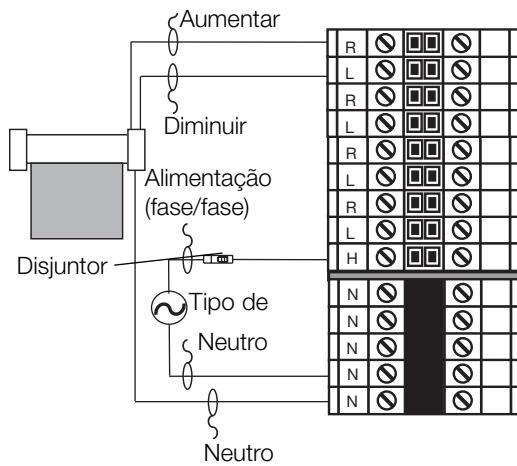 Aumentar
Diminuir
Alimentação
(fase/fase)
Disjuntor
Tipo de
Neutro
Neutro
R
L
R
L
R
L
R
L
H
N
N
N
N
N